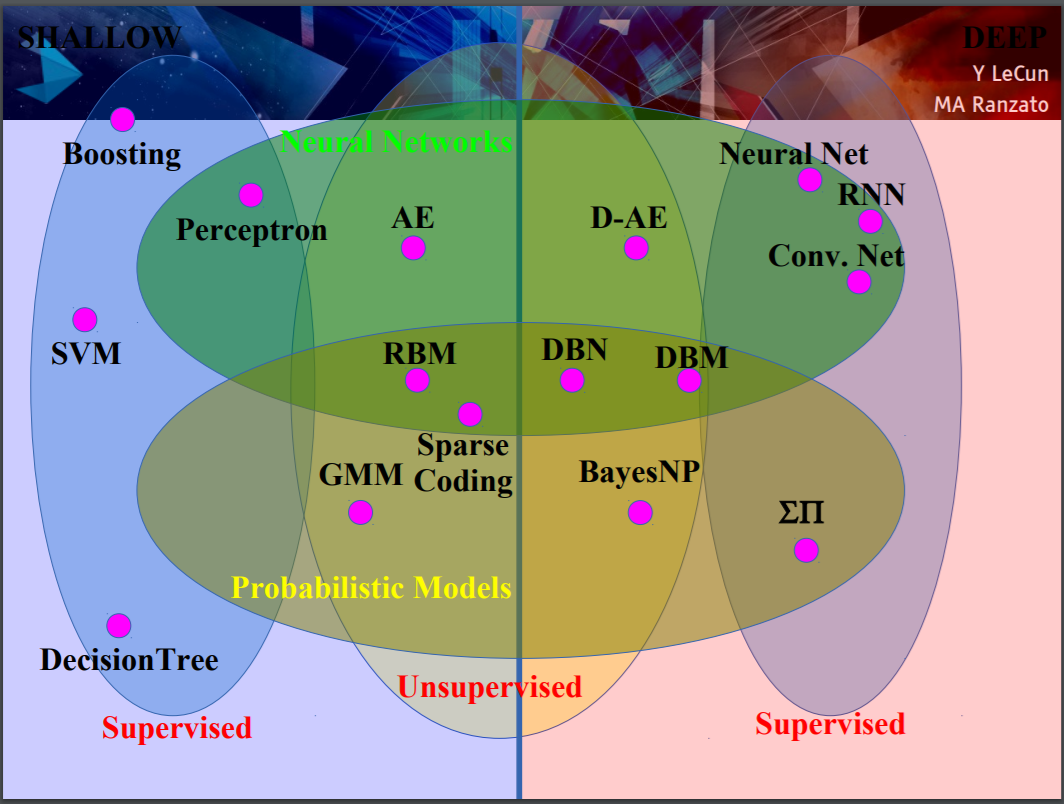 SHALLOW
DEEP
Y LeCun
MA Ranzato
Boosting
Neural Networks
Neural Net
RNN
Perceptron
AE
D-AE
Conv. Net
SVM
RBM
DBN
DBM
Sparse
Coding
GMM
BayesNP
ΣΠ
Probabilistic Models
DecisionTree
Unsupervised
Supervised
Supervised